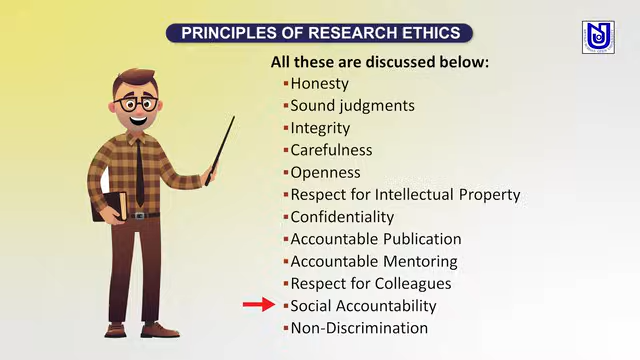 PRINCIPLES OF RESEARCH ETHICS
All these are discussed below:
▪Honesty
▪Sound judgments
▪Integrity
▪Carefulness
▪Openness
▪Respect for Intellectual Property
▪Confidentiality
▪Accountable Publication
▪Accountable Mentoring
▪Respect for Colleagues
▪Social Accountability
▪Non-Discrimination